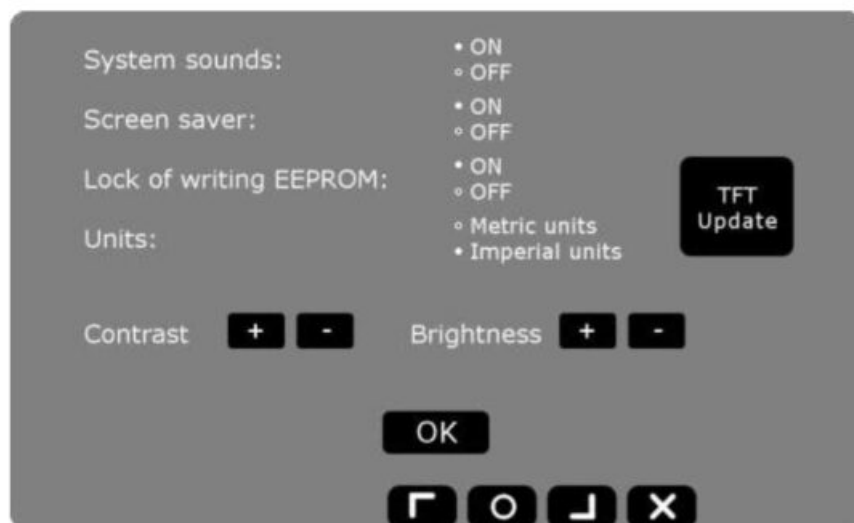 System sounds:
• ON
◦ OFF
Screen saver:
• ON
◦ OFF
Lock of writing EEPROM:
• ON
◦ OFF
Units:
◦ Metric units
• Imperial units
TFT
Update
Contrast + - Brightness + -
OK